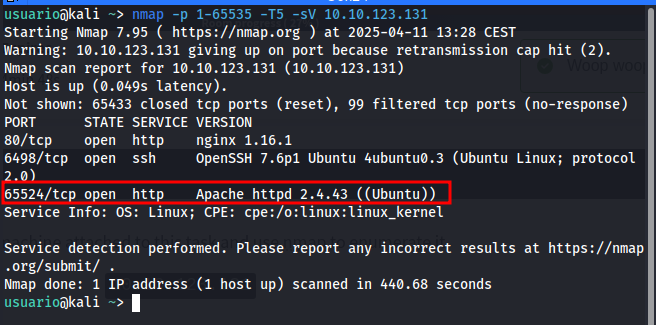 usuario@kali ~> nmap -p 1-65535 -T5 -sV 10.10.123.131
Starting Nmap 7.95 ( https://nmap.org ) at 2025-04-11 13:28 CEST
Warning: 10.10.123.131 giving up on port because retransmission cap hit (2).
Nmap scan report for 10.10.123.131 (10.10.123.131)
Host is up (0.049s latency).
Not shown: 65433 closed tcp ports (reset), 99 filtered tcp ports (no-response)
PORT      STATE SERVICE VERSION
80/tcp    open  http    nginx 1.16.1
6498/tcp  open  ssh     OpenSSH 7.6p1 Ubuntu 4ubuntu0.3 (Ubuntu Linux; protocol
2.0)
65524/tcp open  http    Apache httpd 2.4.43 ((Ubuntu))
Service Info: OS: Linux; CPE: cpe:/o:linux:linux_kernel
Service detection performed. Please report any incorrect results at https://nmap
.org/submit/ .
Nmap done: 1 IP address (1 host up) scanned in 440.68 seconds
usuario@kali ~>
Woop woop